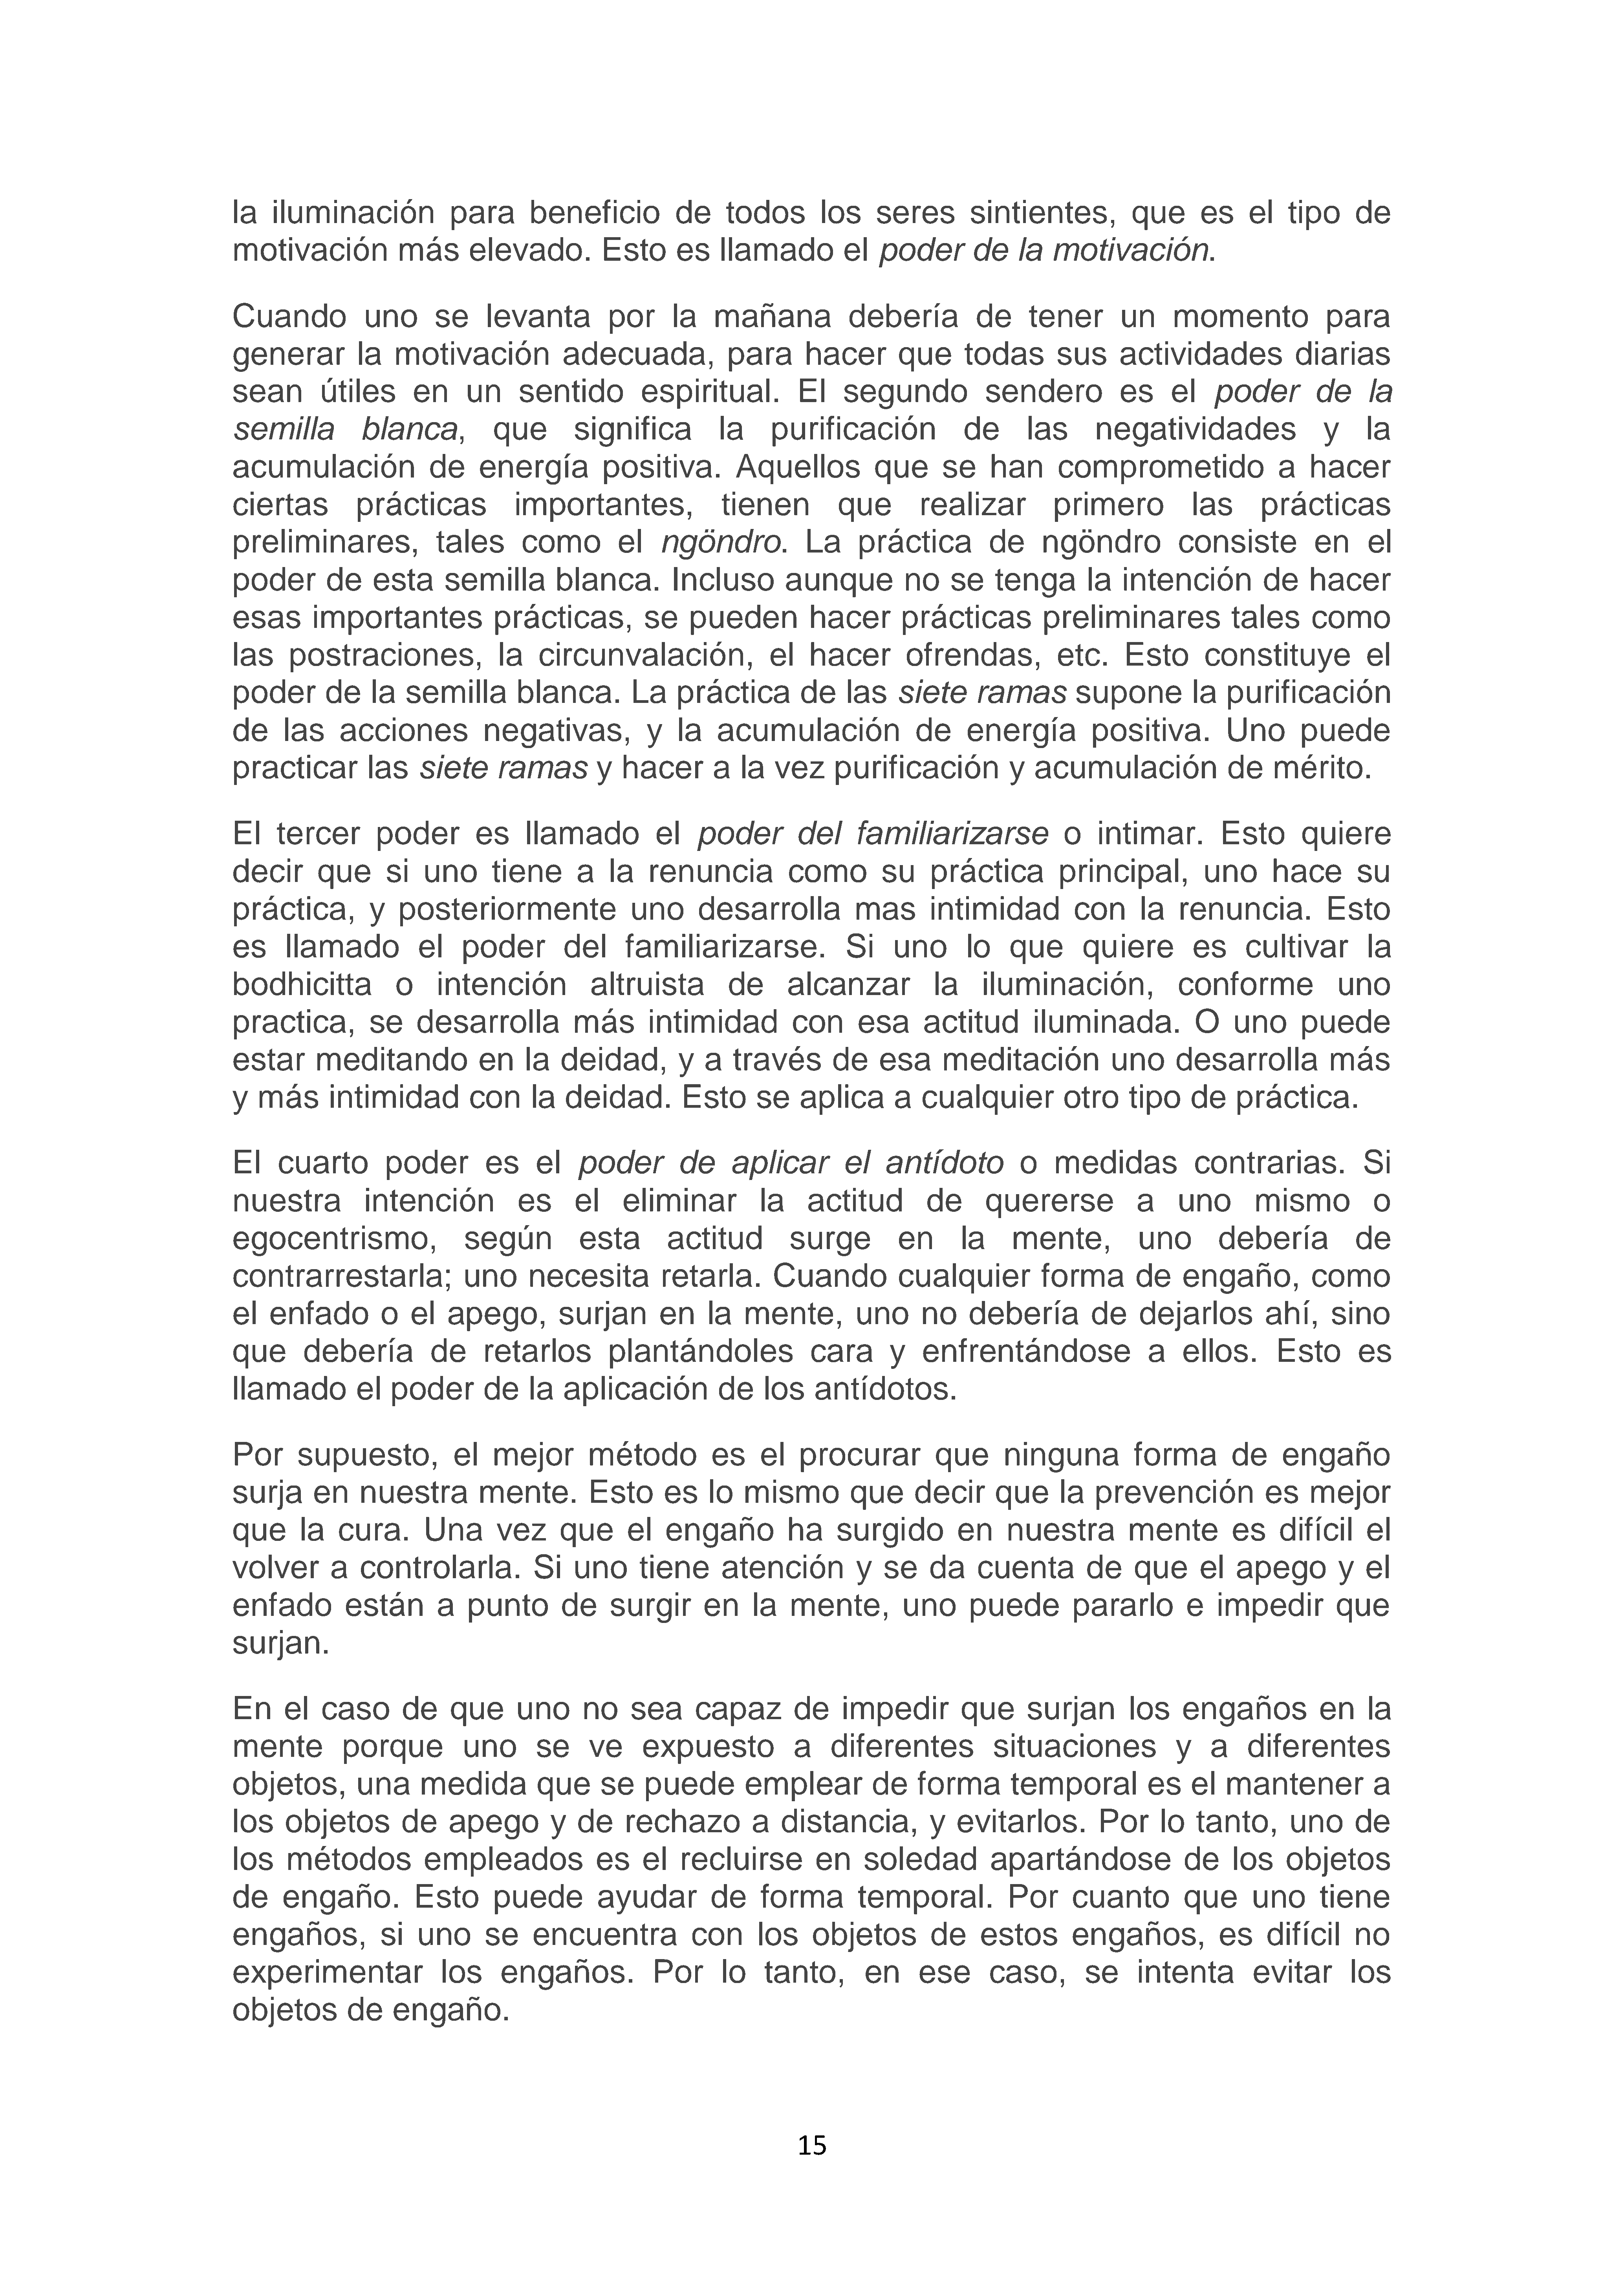 la iluminación para beneficio de todos los seres sintientes, que es el tipo de
motivación más elevado. Esto es llamado el poder de la motivación.
Cuando uno se levanta por la mañana debería de tener un momento para
generar la motivación adecuada, para hacer que todas sus actividades diarias
sean útiles en un sentido espiritual. El segundo sendero es el poder de la
semilla blanca, que significa la purificación de las negatividades y la
acumulación de energía positiva. Aquellos que se han comprometido a hacer
ciertas prácticas importantes, tienen que realizar primero las prácticas
preliminares, tales como el ngöndro. La práctica de ngöndro consiste en el
poder de esta semilla blanca. Incluso aunque no se tenga la intención de hacer
esas importantes prácticas, se pueden hacer prácticas preliminares tales como
las postraciones, la circunvalación, el hacer ofrendas, etc. Esto constituye el
poder de la semilla blanca. La práctica de las siete ramas supone la purificación
de las acciones negativas, y la acumulación de energía positiva. Uno puede
practicar las siete ramas y hacer a la vez purificación y acumulación de mérito.
El tercer poder es llamado el poder del familiarizarse o intimar. Esto quiere
decir que si uno tiene a la renuncia como su práctica principal, uno hace su
práctica, y posteriormente uno desarrolla mas intimidad con la renuncia. Esto
es llamado el poder del familiarizarse. Si uno lo que quiere es cultivar la
bodhicitta o intención altruista de alcanzar la iluminación, conforme uno
practica, se desarrolla más intimidad con esa actitud iluminada. O uno puede
estar meditando en la deidad, y a través de esa meditación uno desarrolla más
y más intimidad con la deidad. Esto se aplica a cualquier otro tipo de práctica.
El cuarto poder es el poder de aplicar el antídoto o medidas contrarias. Si
nuestra intención es el eliminar la actitud de quererse a uno mismo o
egocentrismo, según esta actitud surge en la mente, uno debería de
contrarrestarla; uno necesita retarla. Cuando cualquier forma de engaño, como
el enfado o el apego, surjan en la mente, uno no debería de dejarlos ahí, sino
que debería de retarlos plantándoles cara y enfrentándose a ellos. Esto es
llamado el poder de la aplicación de los antídotos.
Por supuesto, el mejor método es el procurar que ninguna forma de engaño
surja en nuestra mente. Esto es lo mismo que decir que la prevención es mejor
que la cura. Una vez que el engaño ha surgido en nuestra mente es difícil el
volver a controlarla. Si uno tiene atención y se da cuenta de que el apego y el
enfado están a punto de surgir en la mente, uno puede pararlo e impedir que
surjan.
En el caso de que uno no sea capaz de impedir que surjan los engaños en la
mente porque uno se ve expuesto a diferentes situaciones y a diferentes
objetos, una medida que se puede emplear de forma temporal es el mantener a
los objetos de apego y de rechazo a distancia, y evitarlos. Por lo tanto, uno de
los métodos empleados es el recluirse en soledad apartándose de los objetos
de engaño. Esto puede ayudar de forma temporal. Por cuanto que uno tiene
engaños, si uno se encuentra con los objetos de estos engaños, es difícil no
experimentar los engaños. Por lo tanto, en ese caso, se intenta evitar los
objetos de engaño.
15